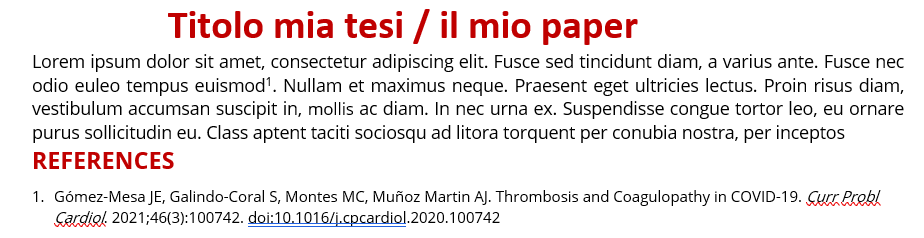 Titolo mia tesi / il mio paper
Lorem ipsum dolor sit amet, consectetur adipiscing elit. Fusce sed tincidunt diam, a varius ante. Fusce nec
odio euleo tempus euismod¹. Nullam et maximus neque. Praesent eget ultricies lectus. Proin risus diam,
vestibulum accumsan suscipit in, mollis ac diam. In nec urna ex. Suspendisse congue tortor leo, eu ornare
purus sollicitudin eu. Class aptent taciti sociosqu ad litora torquent per conubia nostra, per inceptos
REFERENCES
1. Gómez-Mesa JE, Galindo-Coral S, Montes MC, Muñoz Martin AJ. Thrombosis and Coagulopathy in COVID-19. Curr Probl
Cardiol. 2021;46(3):100742. doi:10.1016/j.cpcardiol.2020.100742